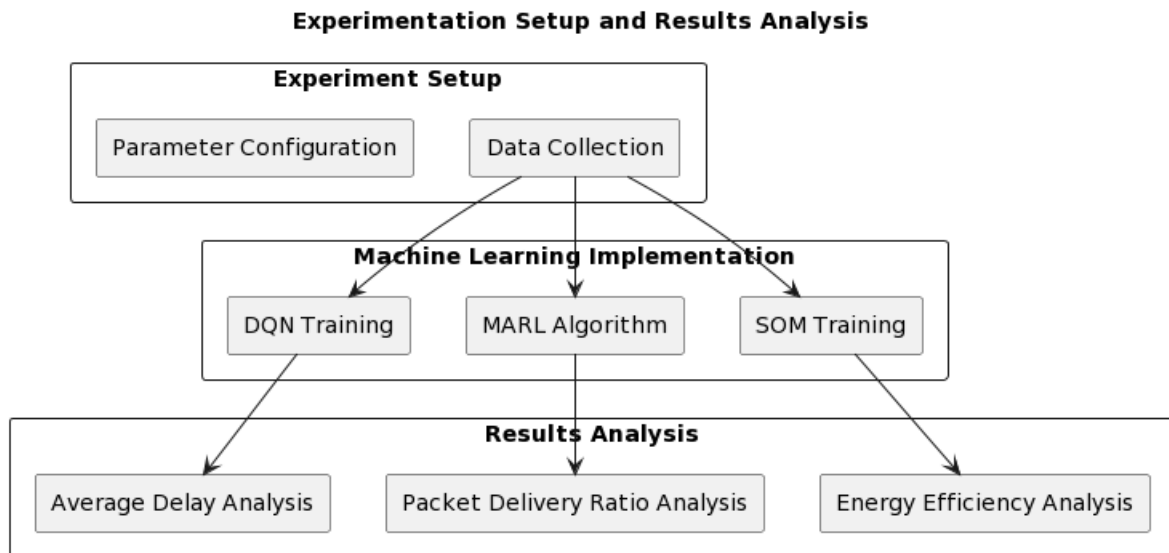 Experimentation Setup and Results Analysis
Experiment Setup
Parameter Configuration
Data Collection
Machine Learning Implementation
DQN Training
MARL Algorithm
SOM Training
Results Analysis
Average Delay Analysis
Packet Delivery Ratio Analysis
Energy Efficiency Analysis